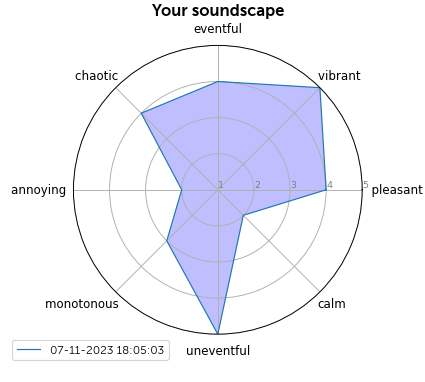 Your soundscape
eventful
chaotic
vibrant
annoying
1 2 3 4 5
pleasant
monotonous
calm
uneventful
07-11-2023 18:05:03